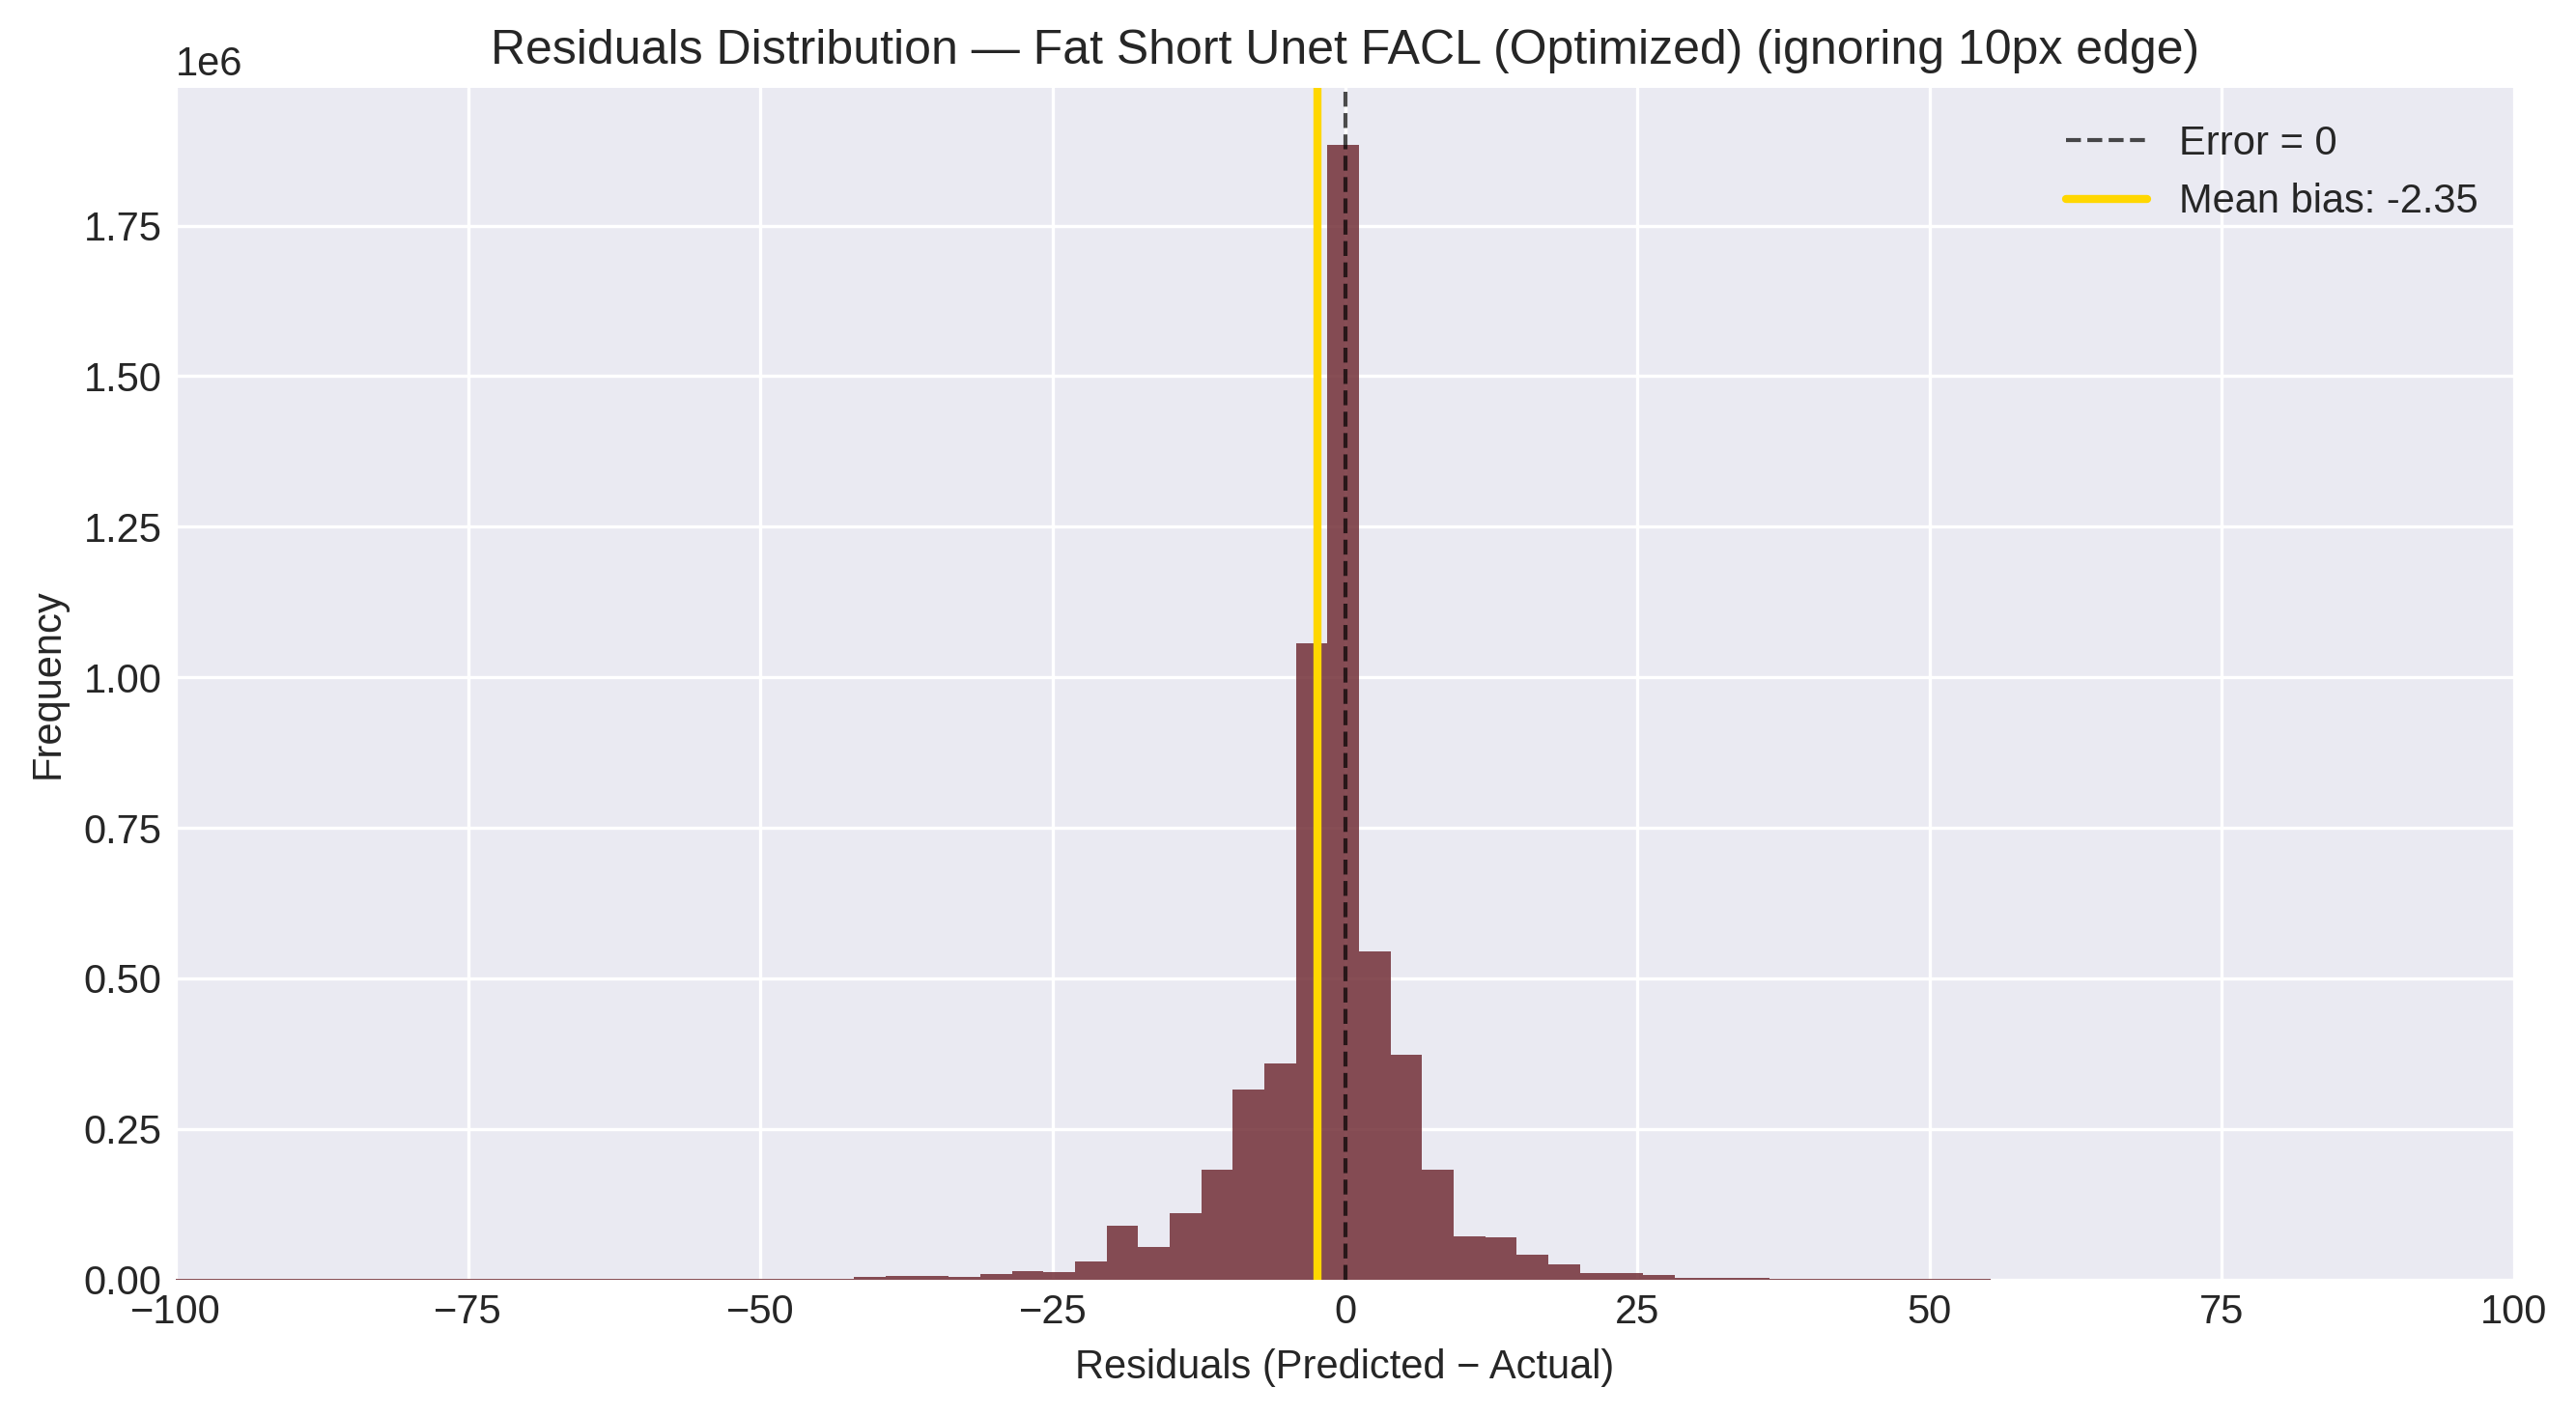 Residuals Distribution — Fat Short Unet FACL (Optimized) (ignoring 10px edge)
1e6
Error = 0
Mean bias: -2.35
1.75
1.50
1.25
1.00
0.75
0.50
0.25
0.00
Frequency
−100 −75 −50 −25 0 25 50 75 100
Residuals (Predicted − Actual)